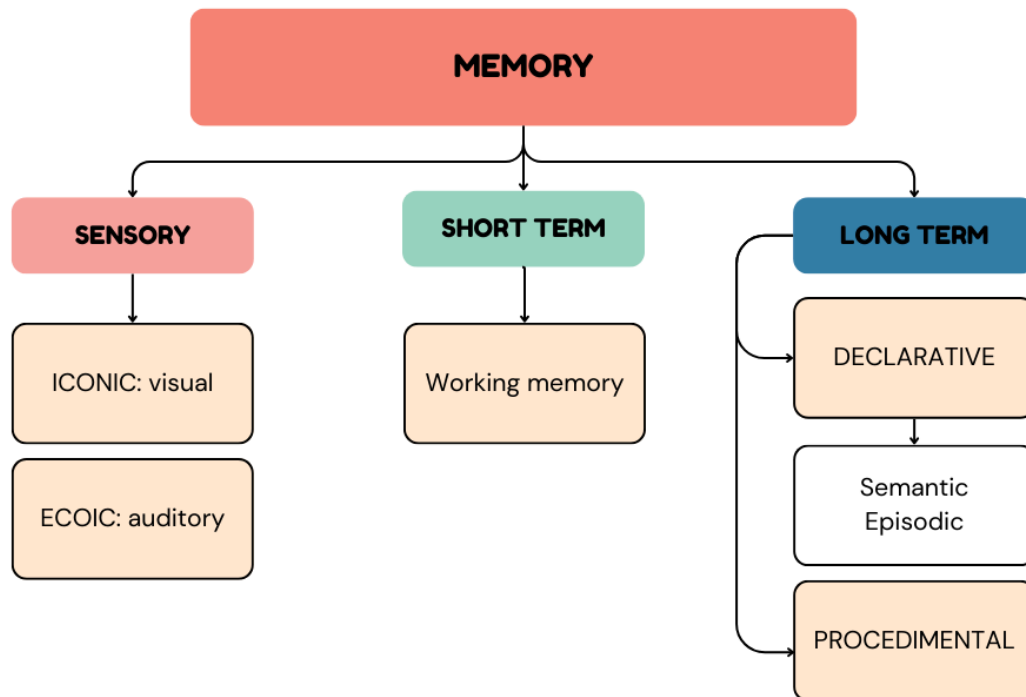 MEMORY
SENSORY
SHORT TERM
LONG TERM
ICONIC: visual
ECOIC: auditory
Working memory
DECLARATIVE
Semantic
Episodic
PROCEDIMENTAL